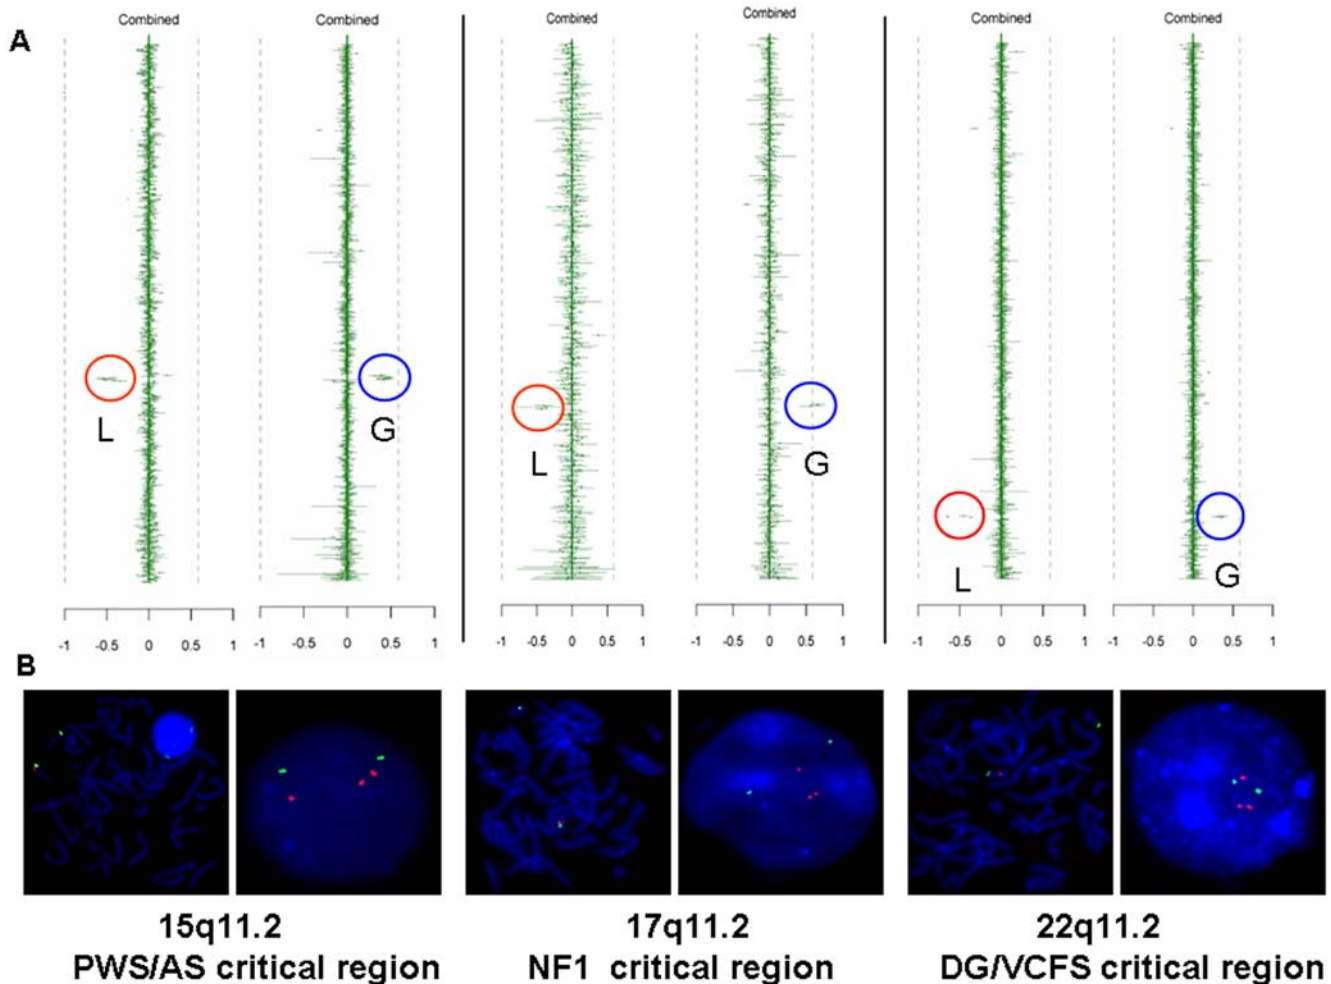 A
Combined Combined Combined Combined Combined Combined
L G L G L G
-1 -0.5 0 0.5 1 -1 -0.5 0 0.5 1 -1 -0.5 0 0.5 1 -1 -0.5 0 0.5 1 -1 -0.5 0 0.5 1 -1 -0.5 0 0.5 1
B
15q11.2 17q11.2 22q11.2
PWS/AS critical region NF1 critical region DG/VCFS critical region